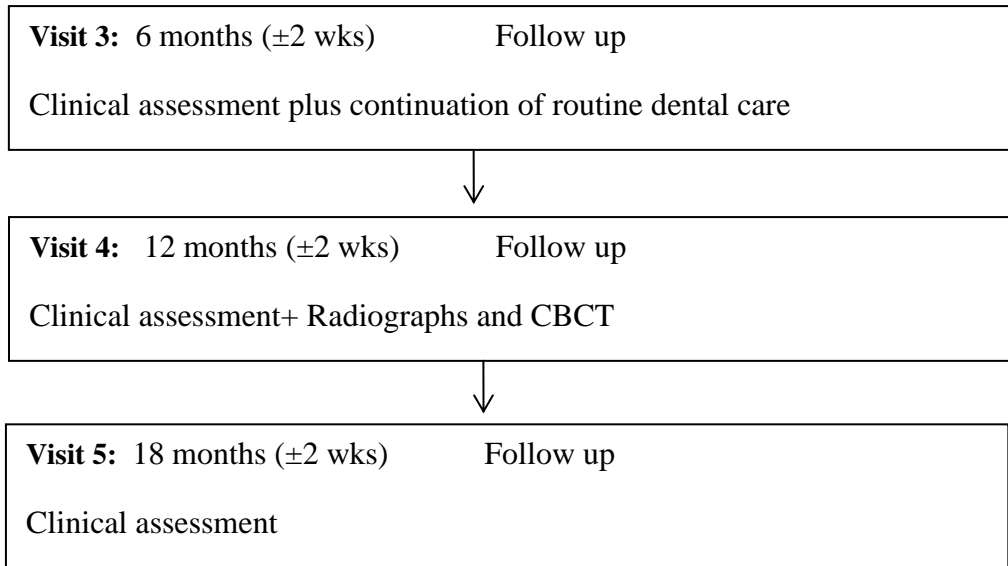 Visit 3: 6 months (±2 wks) Follow up
Clinical assessment plus continuation of routine dental care
Visit 4: 12 months (±2 wks) Follow up
Clinical assessment+ Radiographs and CBCT
Visit 5: 18 months (±2 wks) Follow up
Clinical assessment